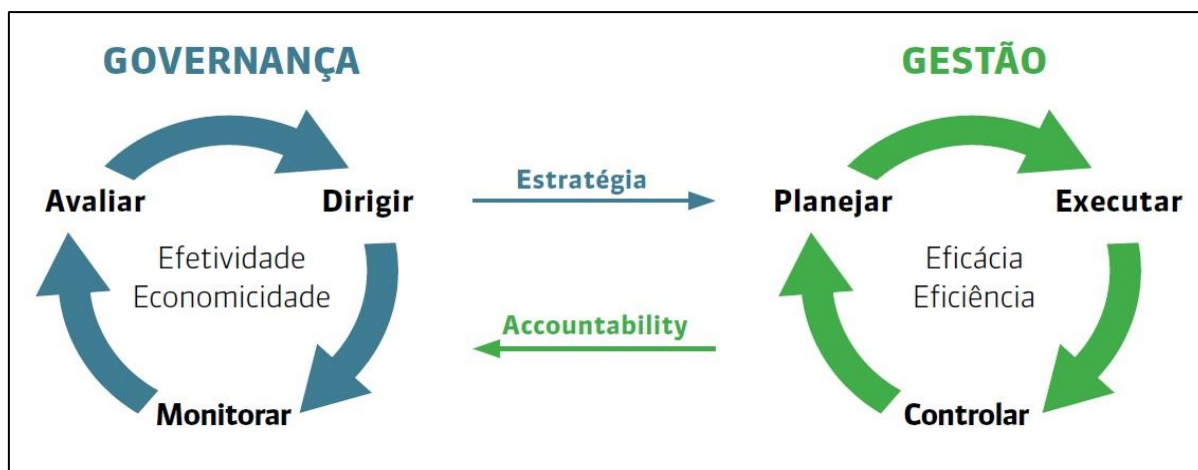 GOVERNANÇA
Avaliar
Dirigir
Efetividade
Economicidade
Monitorar
Estratégia
Accountability
GESTÃO
Planejar
Executar
Eficácia
Eficiência
Controlar